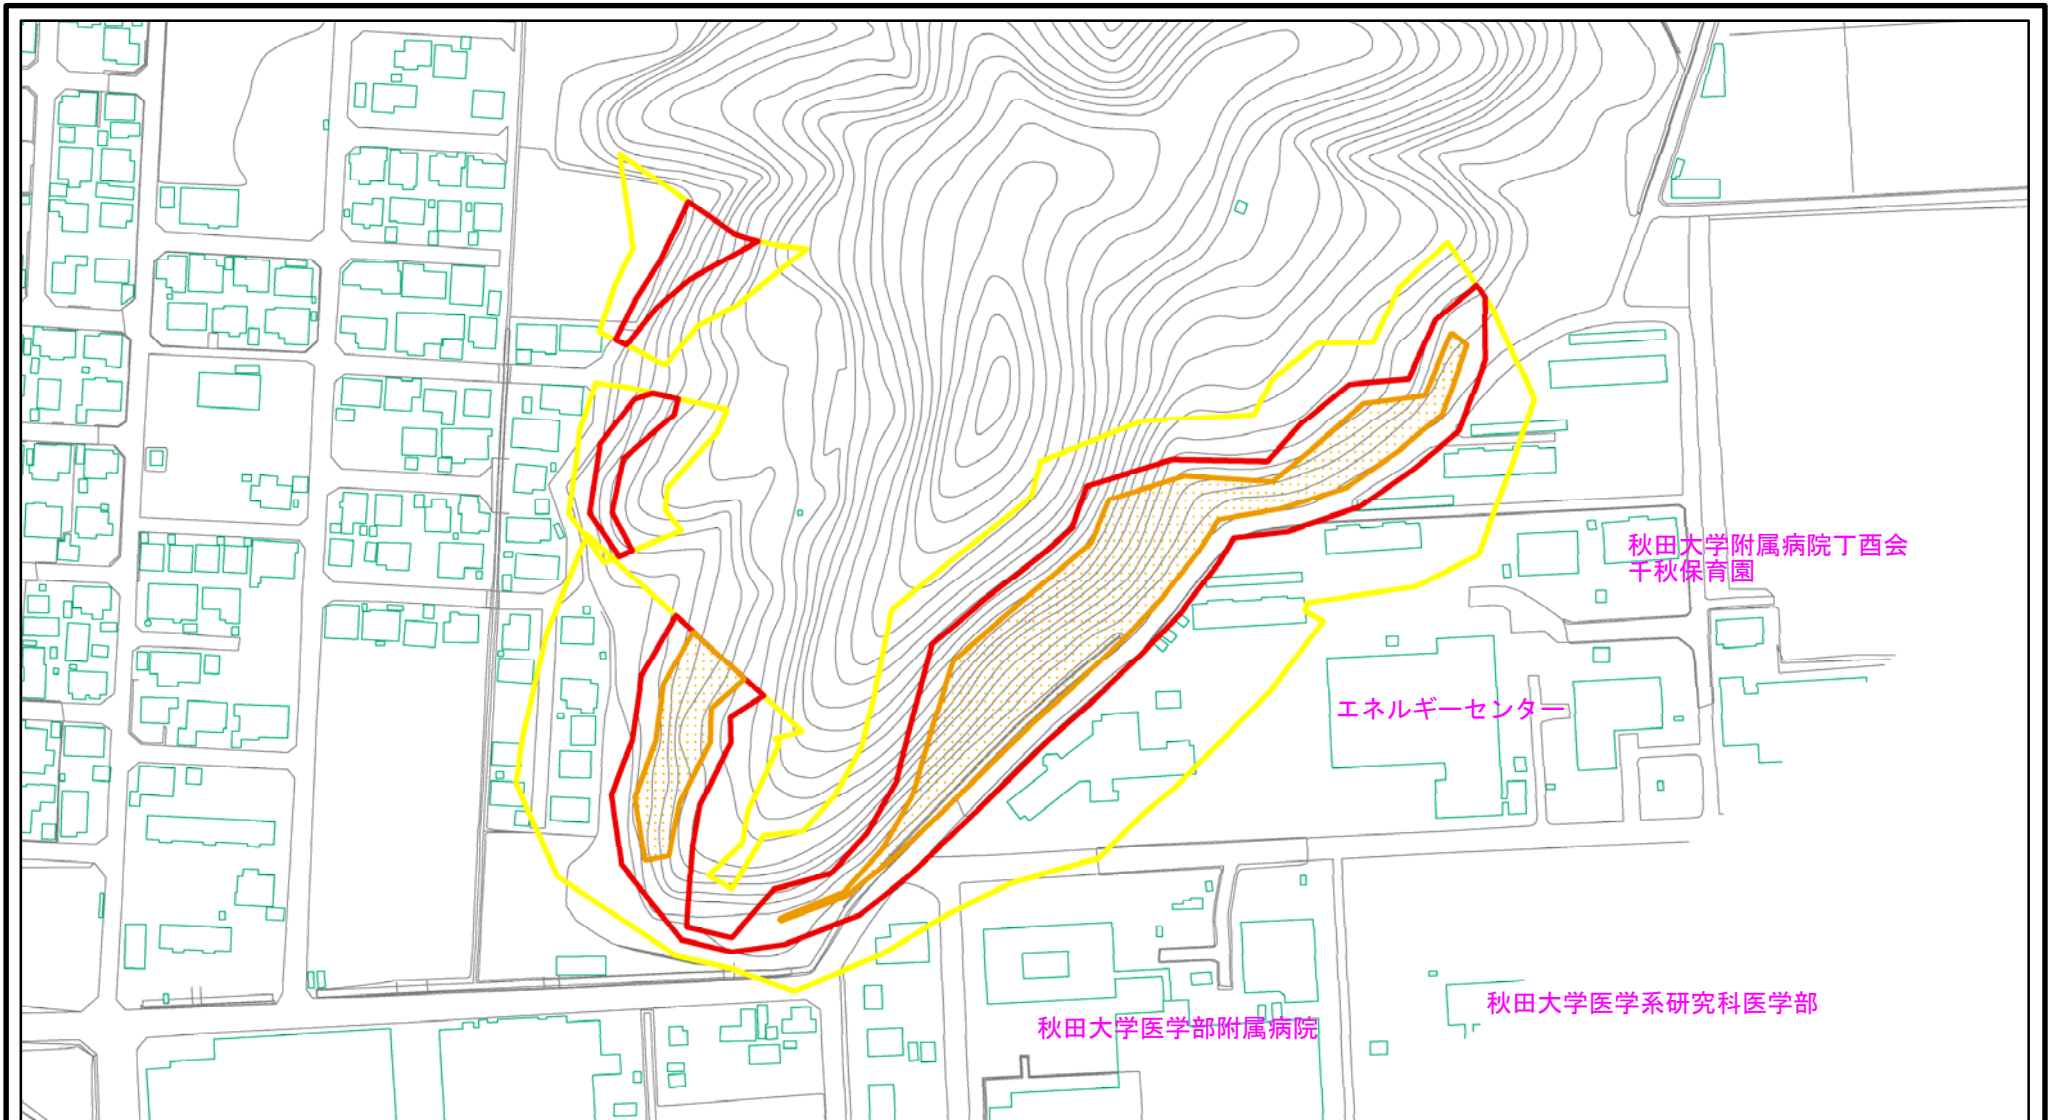 秋田大学附属病院丁酉会
千秋保育園
エネルギーセンター
秋田大学医学系研究科医学部
秋田大学医学部附属病院